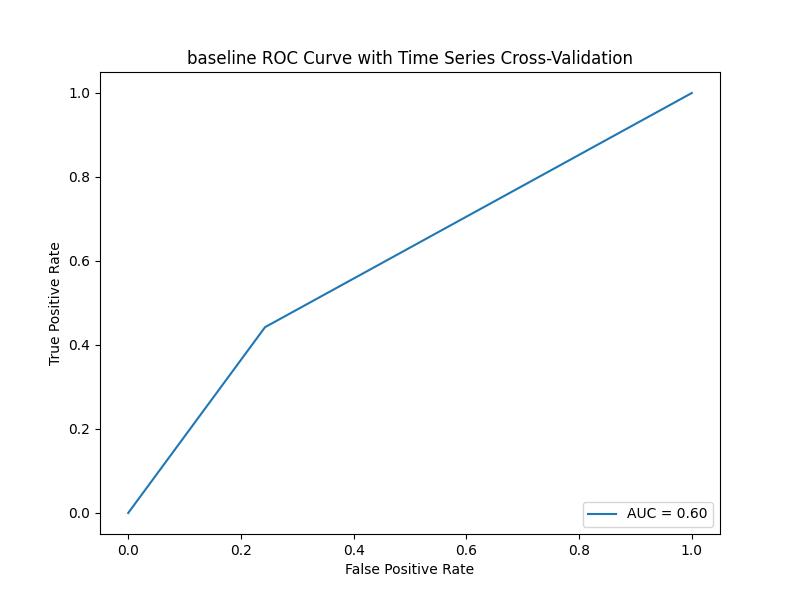 baseline ROC Curve with Time Series Cross-Validation
1.0
0.8
0.6
0.4
0.2
0.0
True Positive Rate
AUC = 0.60
0.0 0.2 0.4 0.6 0.8 1.0
False Positive Rate